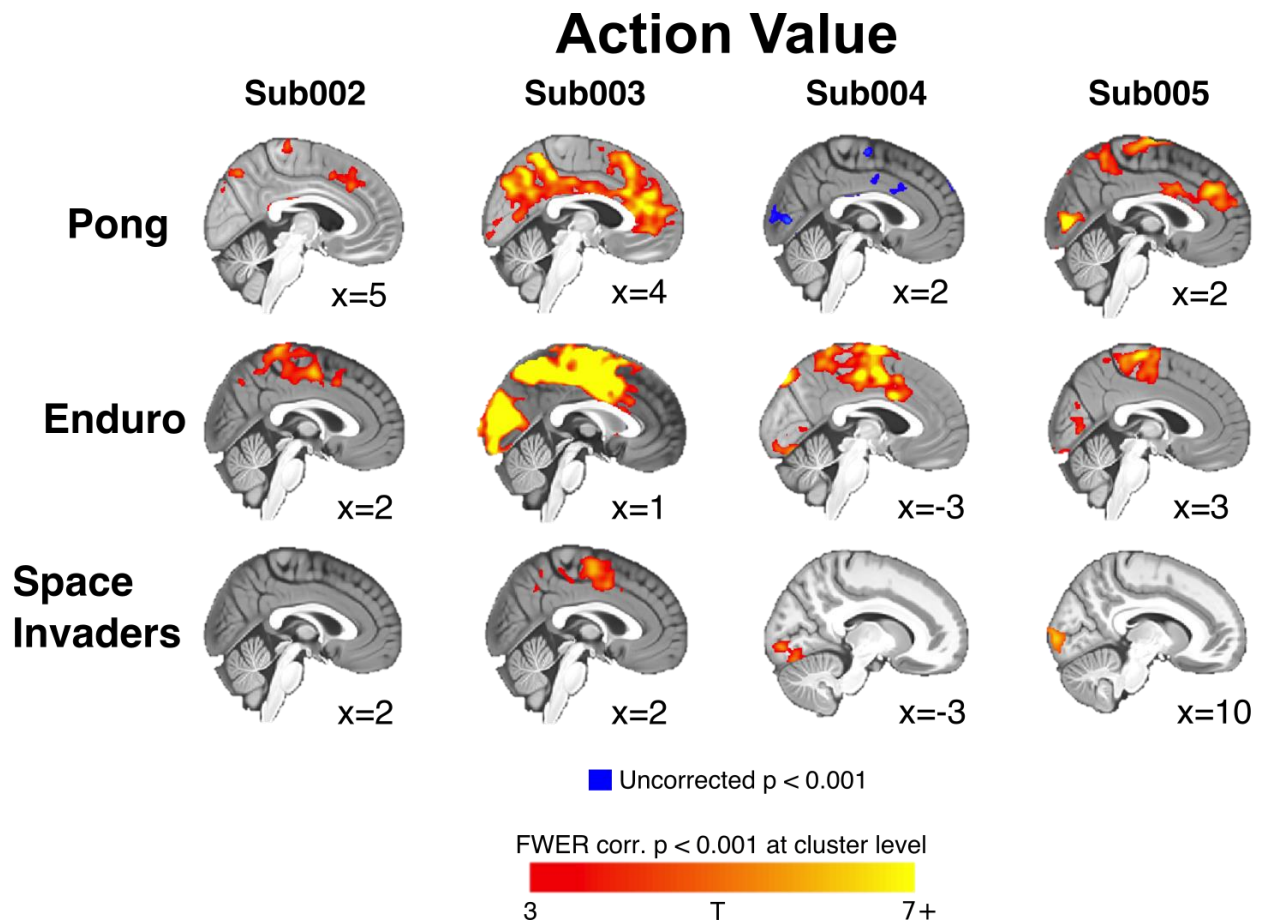 Action Value
Sub002 Sub003 Sub004 Sub005
Pong
x=5 x=4 x=2 x=2
Enduro
x=2 x=1 x=-3 x=3
Space
Invaders
x=2 x=2 x=-3 x=10
Uncorrected p < 0.001
FWER corr. p < 0.001 at cluster level
3 T 7+